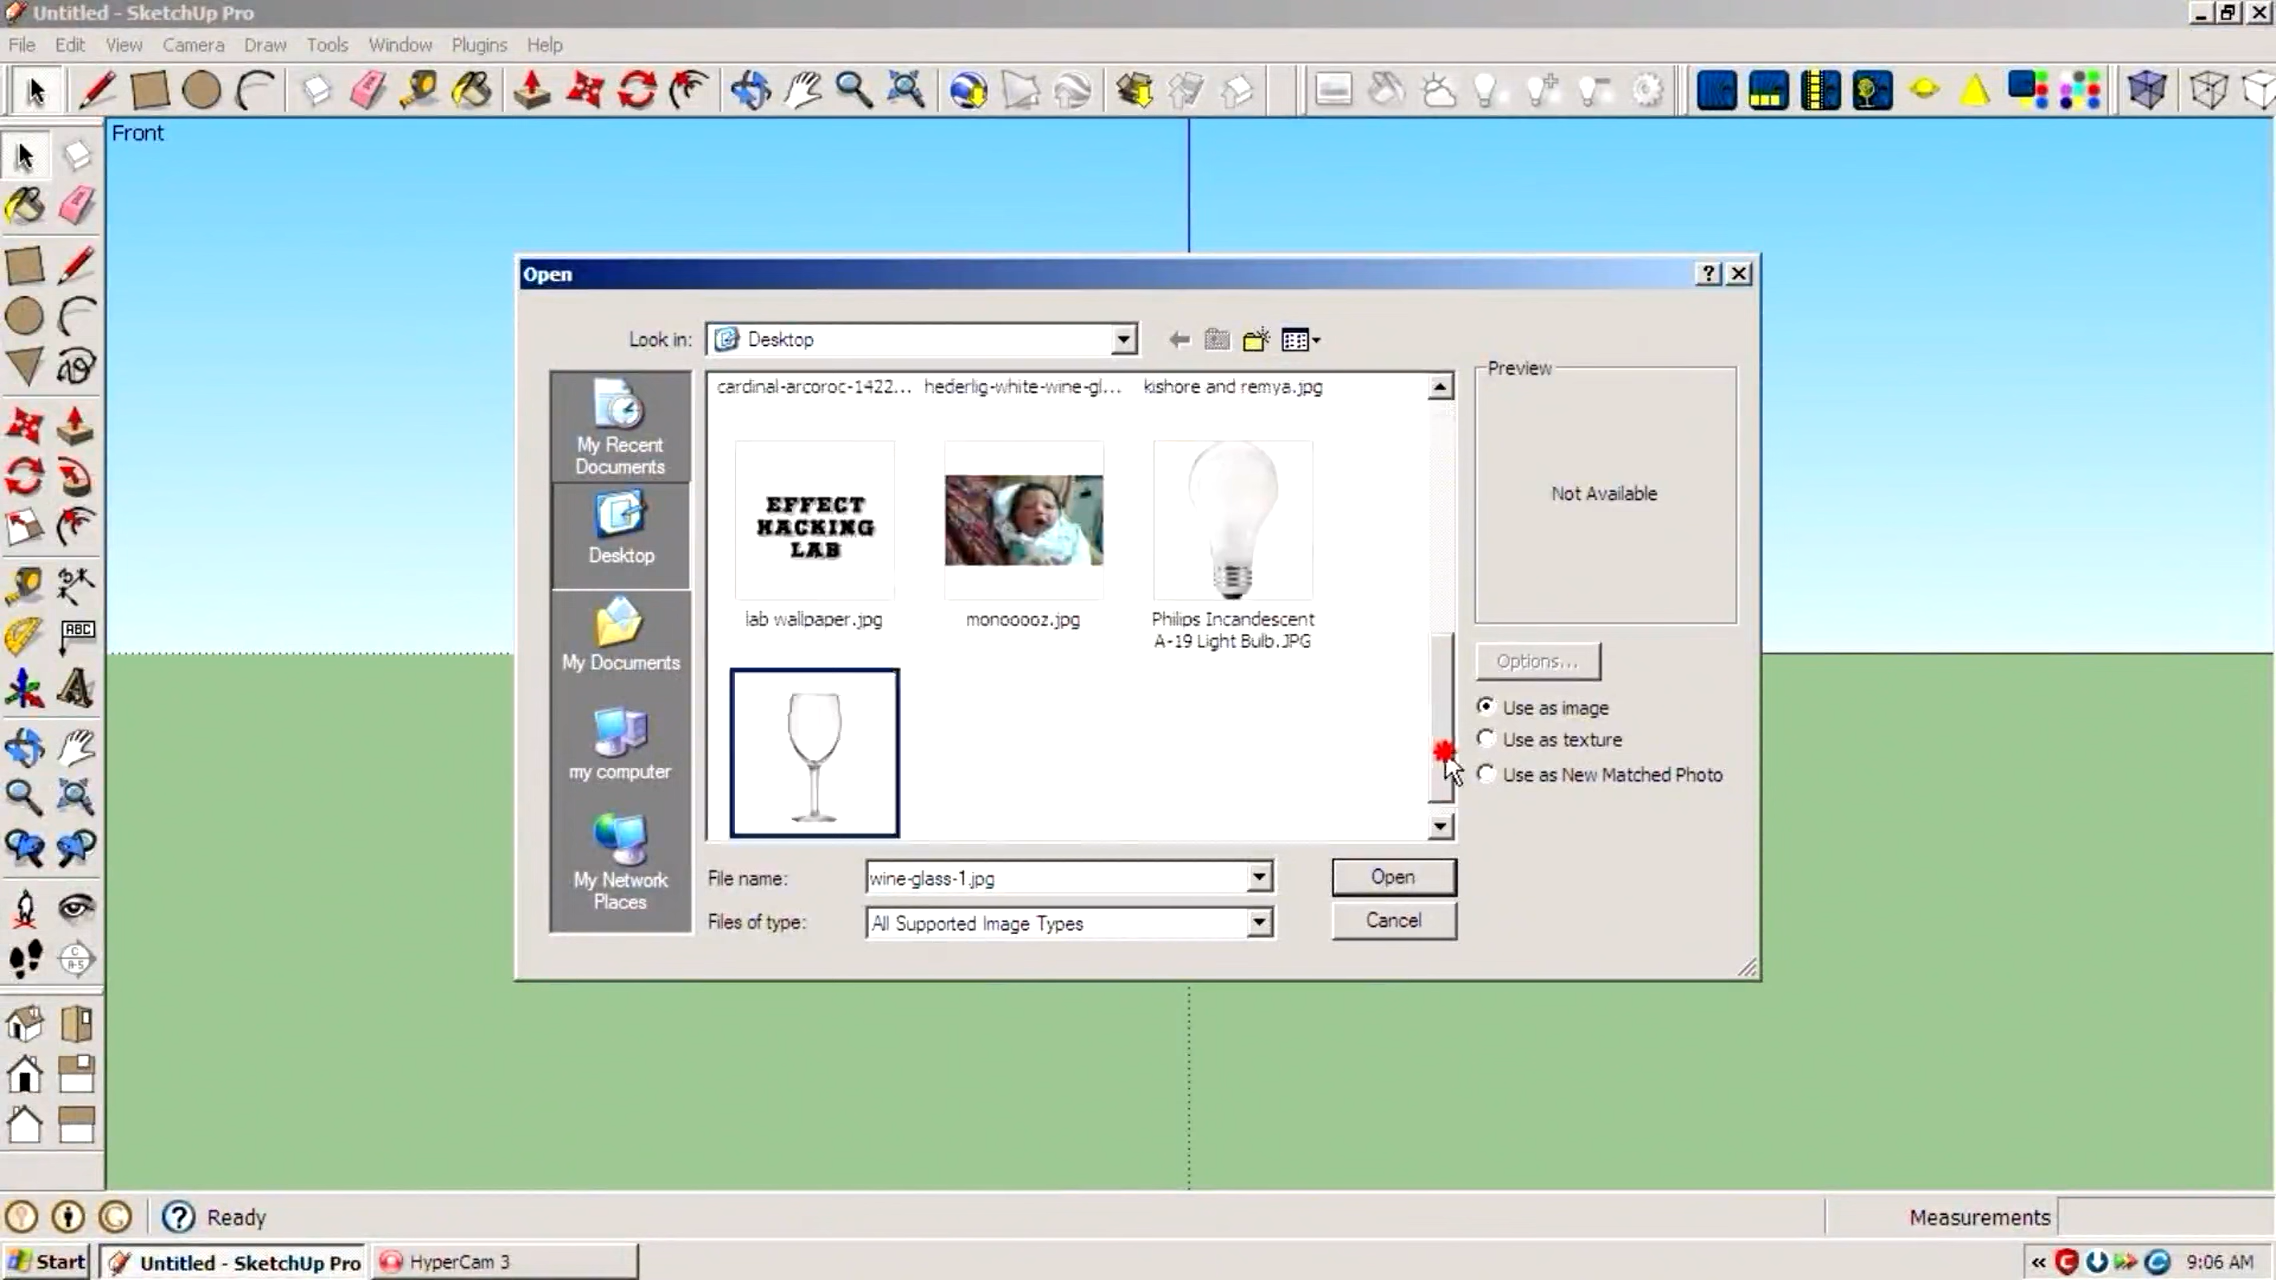 Untitled - SketchUp Pro
File Edit View Camera Draw Tools Window Plugins Help
Front
ABC
C
A-5
Open
Look in: Desktop
My Recent
Documents
Desktop
My Documents
my computer
My Network
Places
cardinal-arcoroc-1422... hederlig-white-wine-gl... kishore and remya.jpg
EFFECT
HACKING
LAB
lab wallpaper.jpg monooooz.jpg Philips Incandescent
A-19 Light Bulb.JPG
Preview
Not Available
Options...
Use as image
Use as texture
Use as New Matched Photo
File name: wine-glass-1.jpg Open
Files of type: All Supported Image Types Cancel
Ready Measurements
Start Untitled - SketchUp Pro HyperCam 3 9:06 AM